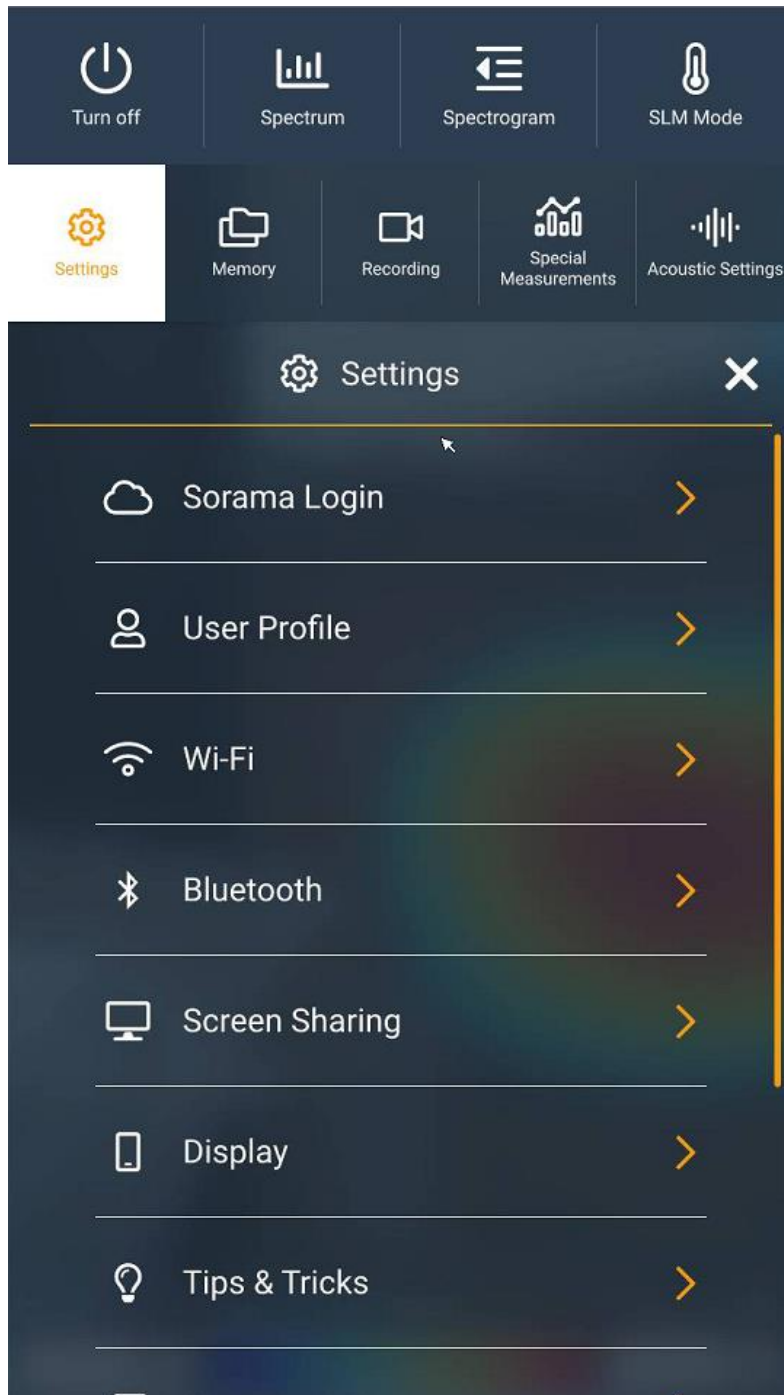 Turn off
Spectrum
Spectrogram
SLM Mode
Settings
Memory
Recording
Special
Measurements
Acoustic Settings
Settings
Sorama Login
User Profile
Wi-Fi
Bluetooth
Screen Sharing
Display
Tips & Tricks